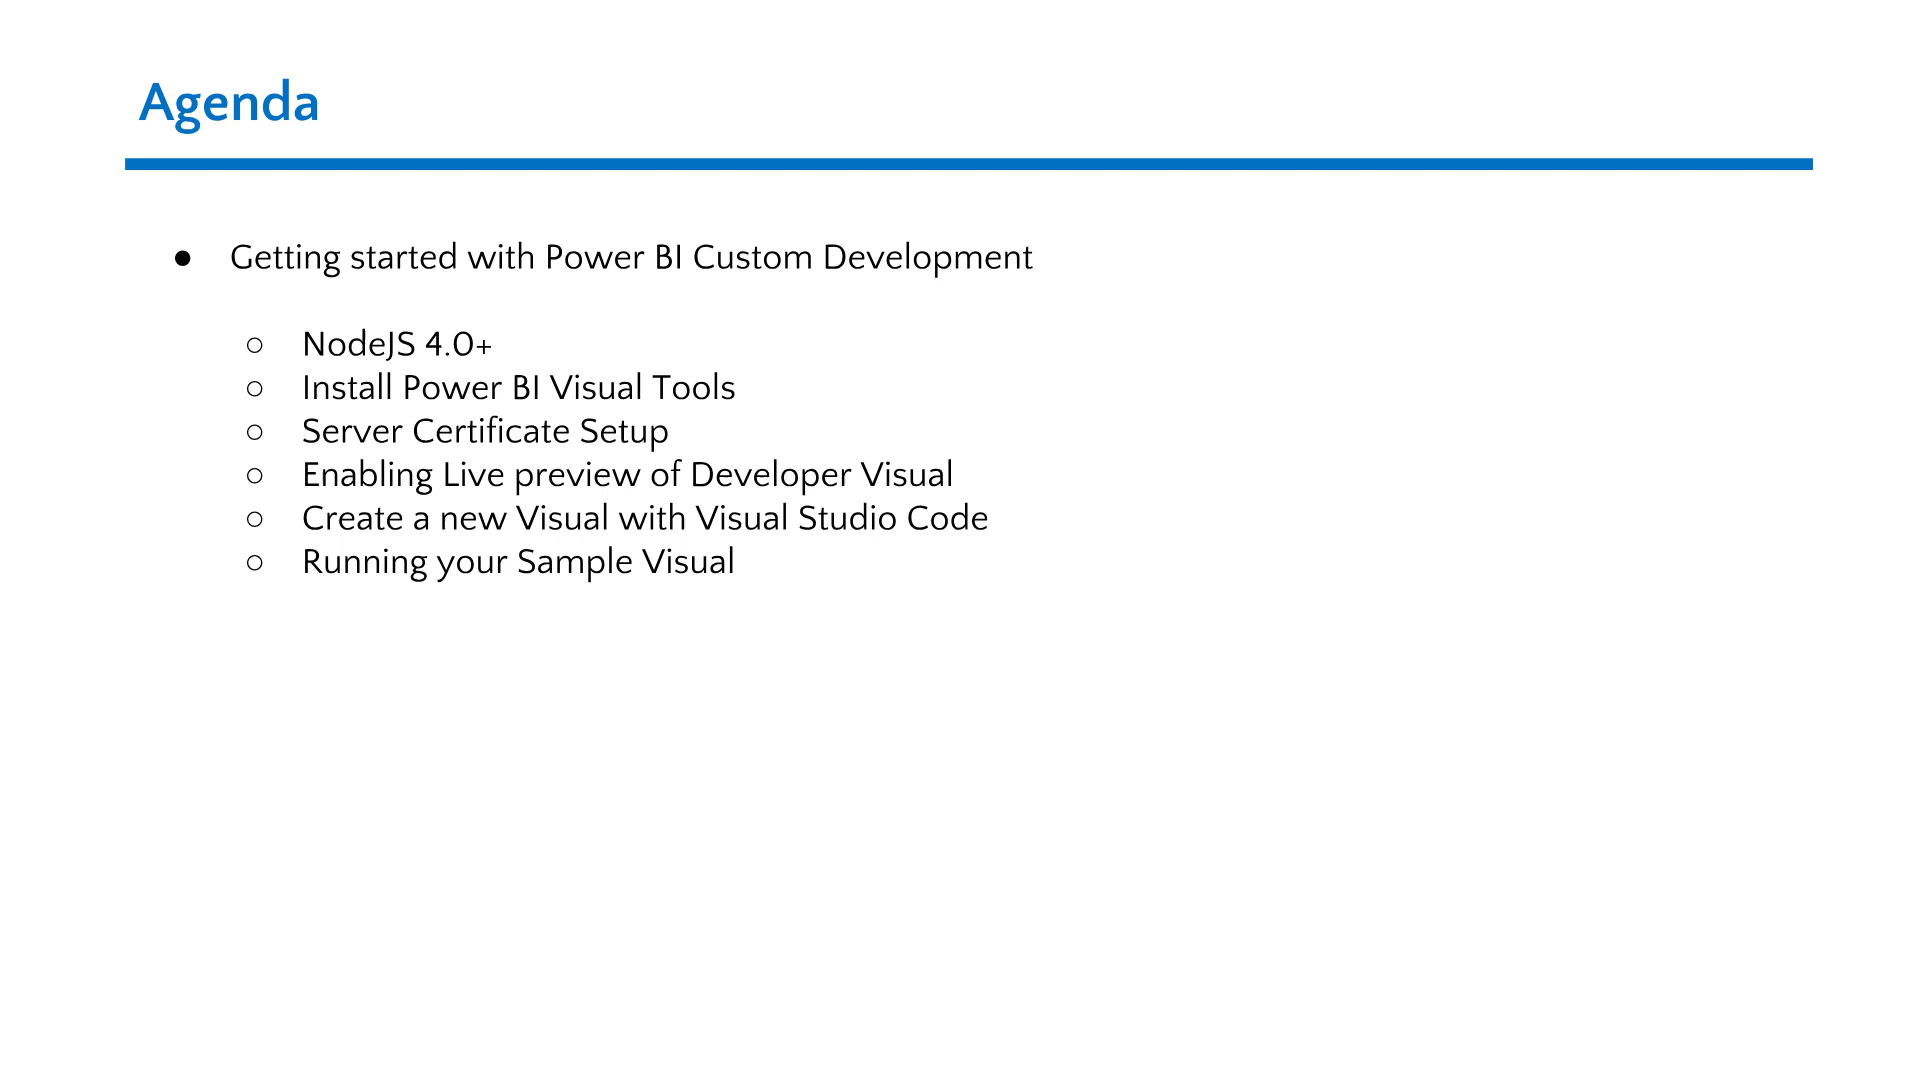 Agenda
● Getting started with Power BI Custom Development
○ NodeJS 4.0+
○ Install Power BI Visual Tools
○ Server Certificate Setup
○ Enabling Live preview of Developer Visual
○ Create a new Visual with Visual Studio Code
○ Running your Sample Visual